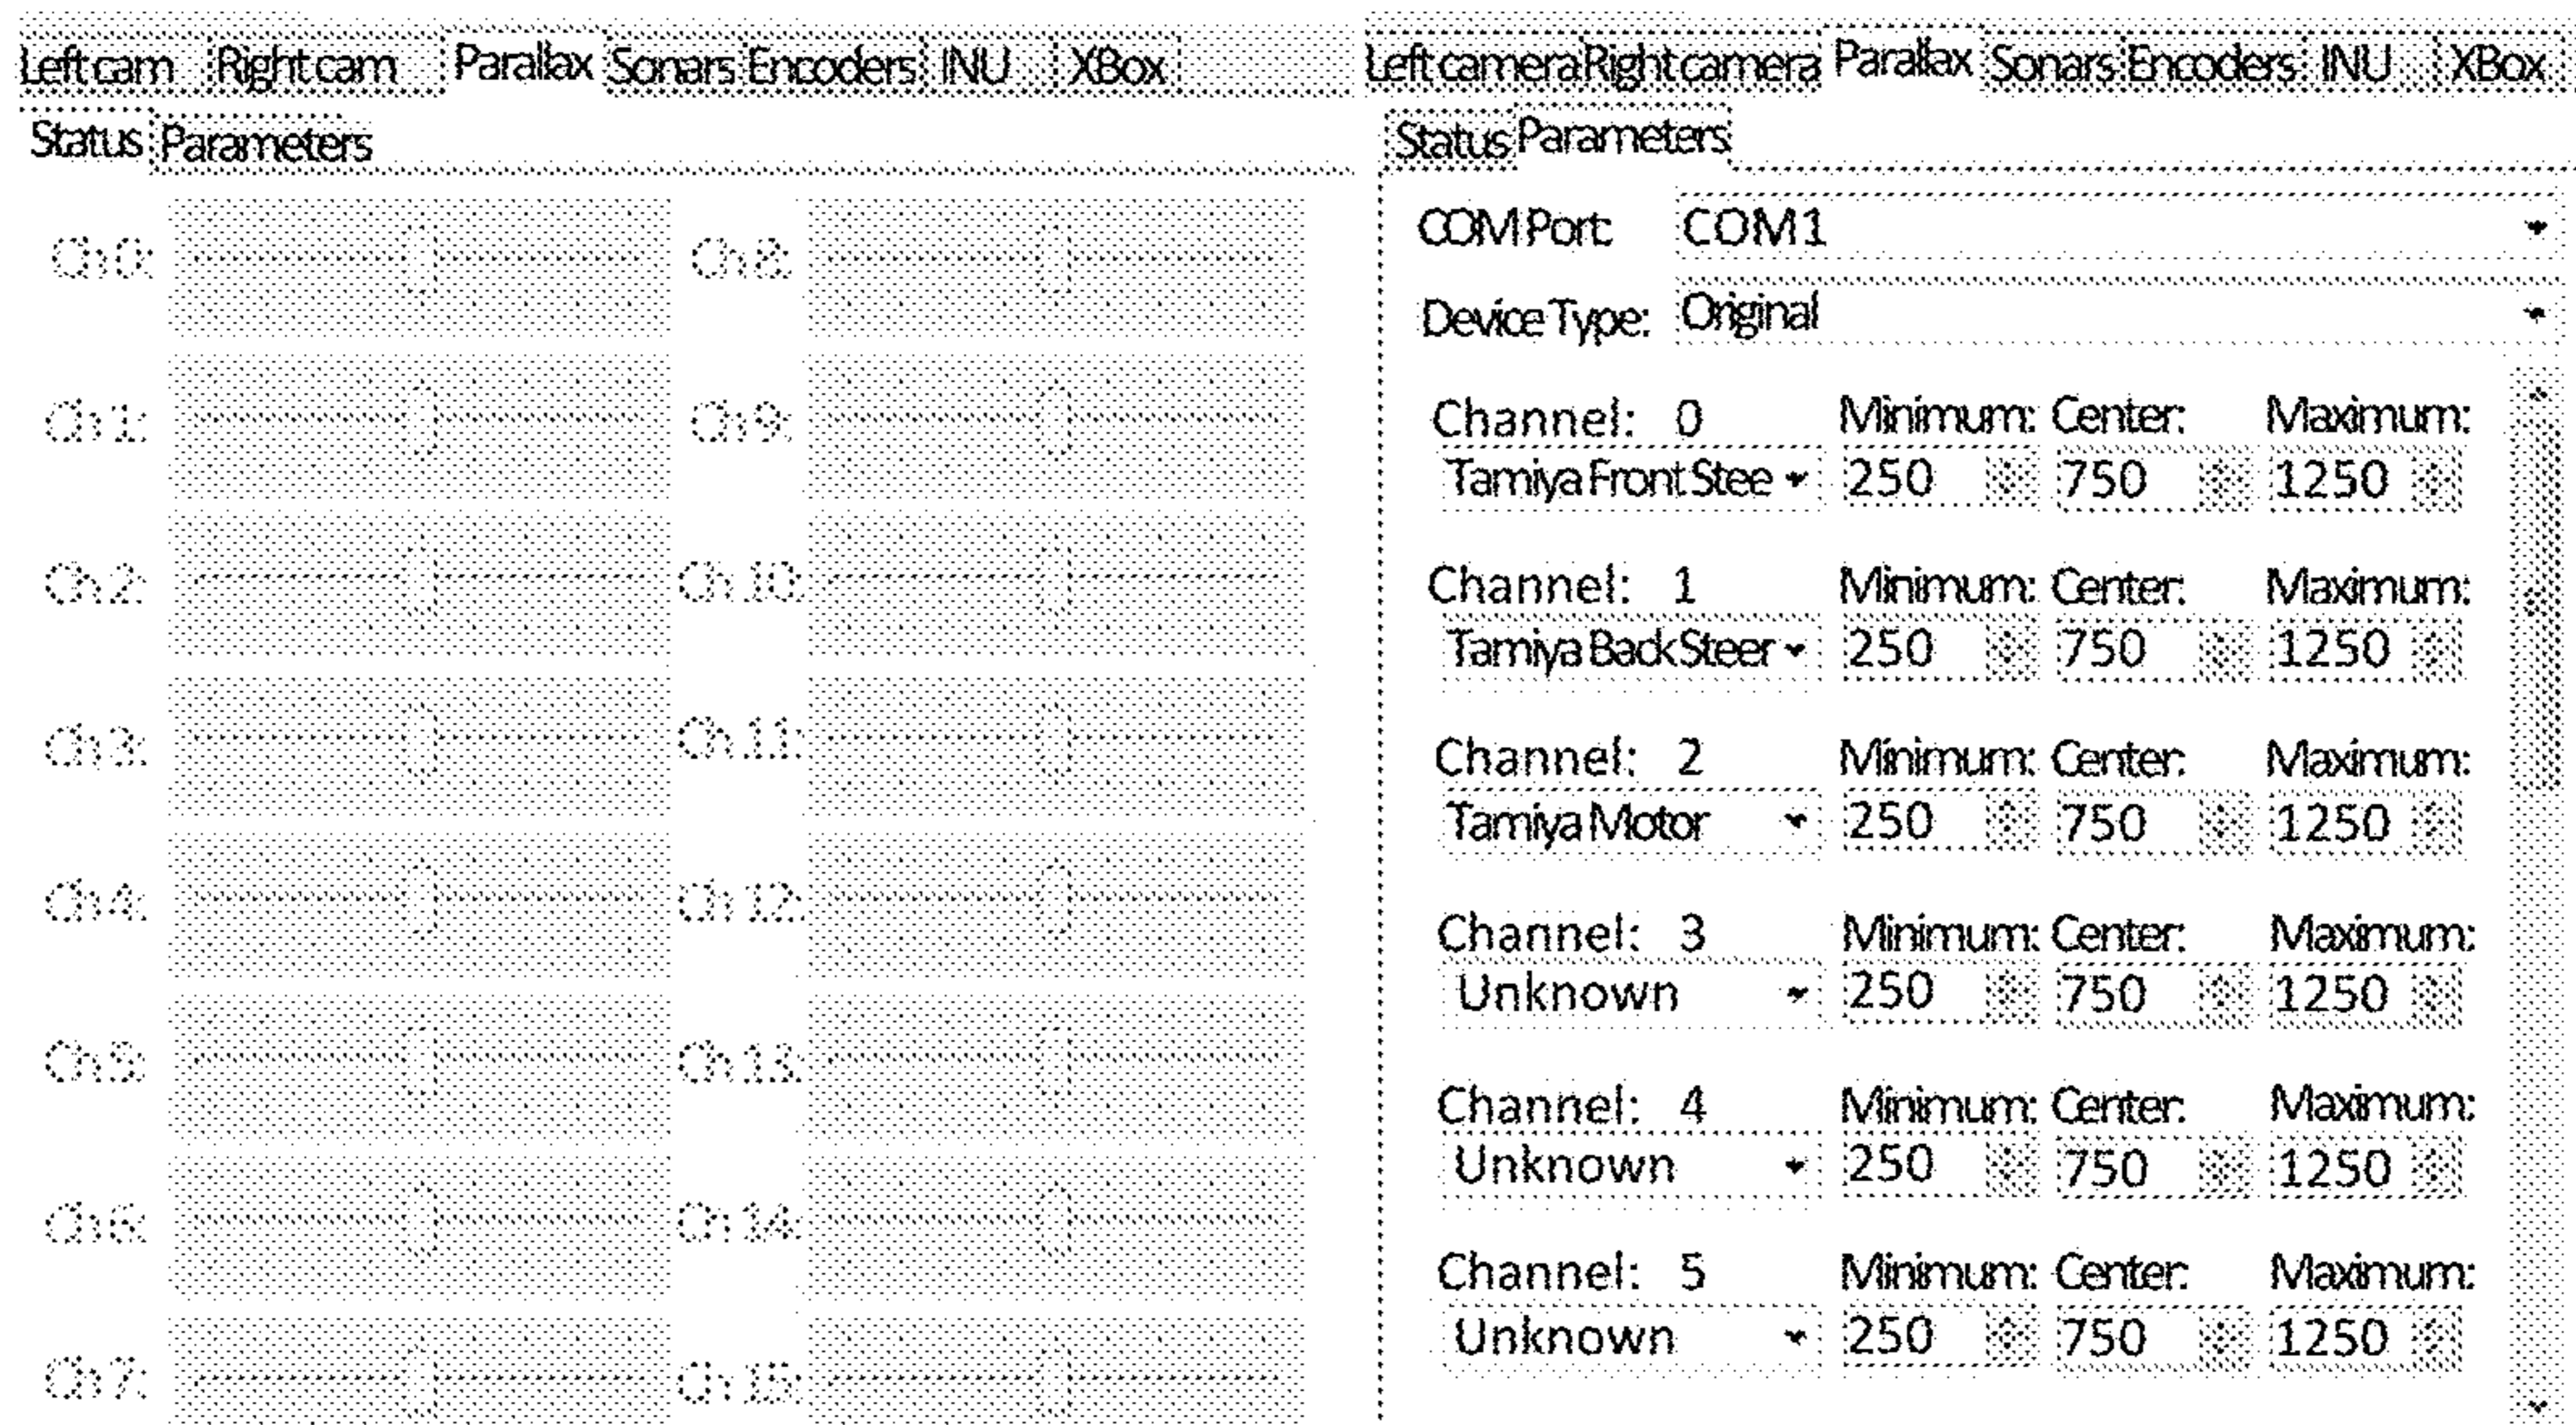 Left cam Right cam Parallax Sonars Encoders INU XBox
Status Parameters
Ch 0: Ch 8:
Ch 1: Ch 9:
Ch 2: Ch 10:
Ch 3: Ch 11:
Ch 4: Ch 12:
Ch 5: Ch 13:
Ch 6: Ch 14:
Ch 7: Ch 15:
Left camera Right camera Parallax Sonars Encoders INU XBox
Status Parameters
COM Port: COM1
Device Type: Original
Channel: 0 Minimum: Center: Maximum:
Tamiya Front Stee 250 750 1250
Channel: 1 Minimum: Center: Maximum:
Tamiya Back Steer 250 750 1250
Channel: 2 Minimum: Center: Maximum:
Tamiya Motor 250 750 1250
Channel: 3 Minimum: Center: Maximum:
Unknown 250 750 1250
Channel: 4 Minimum: Center: Maximum:
Unknown 250 750 1250
Channel: 5 Minimum: Center: Maximum:
Unknown 250 750 1250